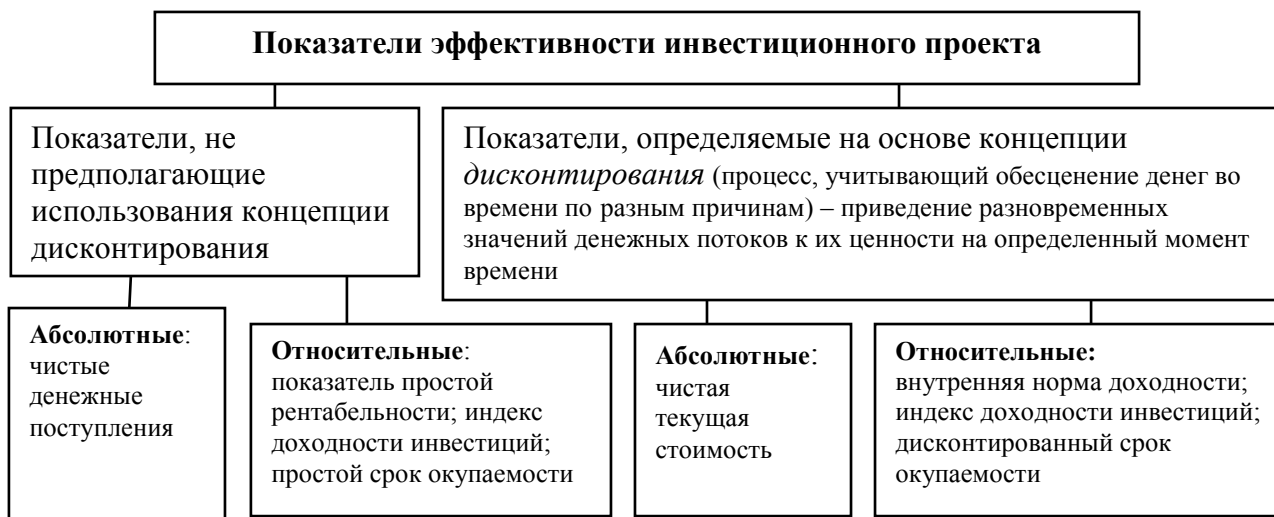 Показатели эффективности инвестиционного проекта
Показатели, не
предполагающие
использования концепции
дисконтирования
Показатели, определяемые на основе концепции
дисконтирования (процесс, учитывающий обесценение денег во
времени по разным причинам) – приведение разновременных
значений денежных потоков к их ценности на определенный момент
времени
Абсолютные:
чистые
денежные
поступления
Относительные:
показатель простой
рентабельности; индекс
доходности инвестиций;
простой срок окупаемости
Абсолютные:
чистая
текущая
стоимость
Относительные:
внутренняя норма доходности;
индекс доходности инвестиций;
дисконтированный срок
окупаемости